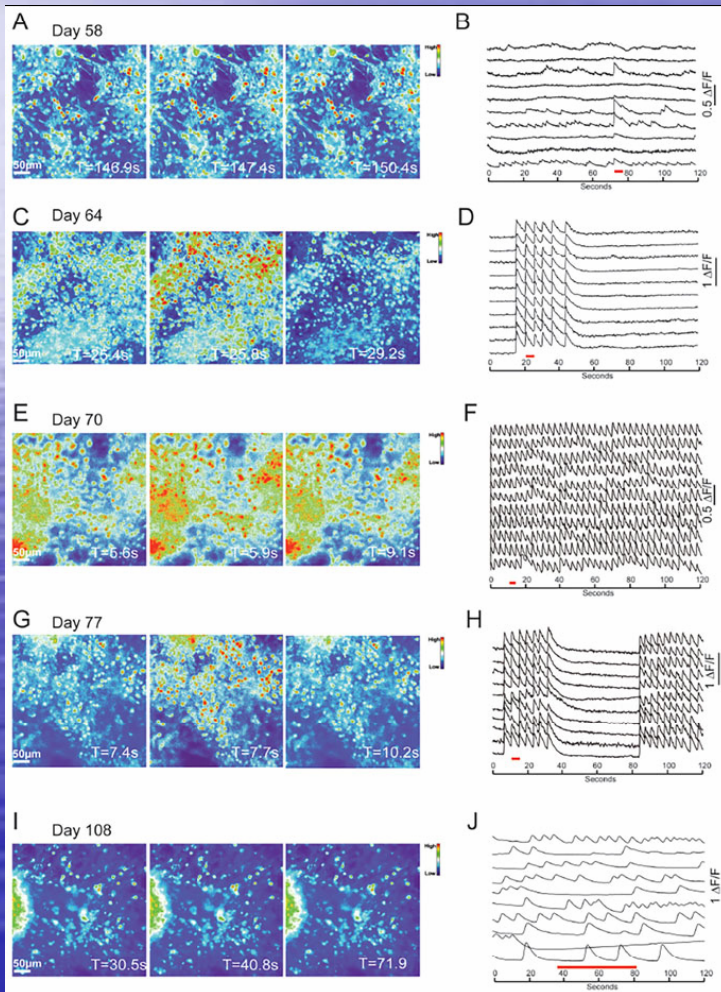 A Day 58
High
Low
50µm
T=146.9s
T=147.4s
T=150.4s
B
0.5 ΔF/F
0 20 40 60 80 100 120
Seconds
C Day 64
High
Low
50µm
T=25.4s
T=25.8s
T=29.2s
D
1 ΔF/F
0 20 40 60 80 100 120
Seconds
E Day 70
High
Low
50µm
T=5.6s
T=5.9s
T=9.1s
F
0.5 ΔF/F
0 20 40 60 80 100 120
Seconds
G Day 77
High
Low
50µm
T=7.4s
T=7.7s
T=10.2s
H
1 ΔF/F
0 20 40 60 80 100 120
Seconds
I Day 108
High
Low
50µm
T=30.5s
T=40.8s
T=71.9
J
1 ΔF/F
0 20 40 60 80 100 120
Seconds